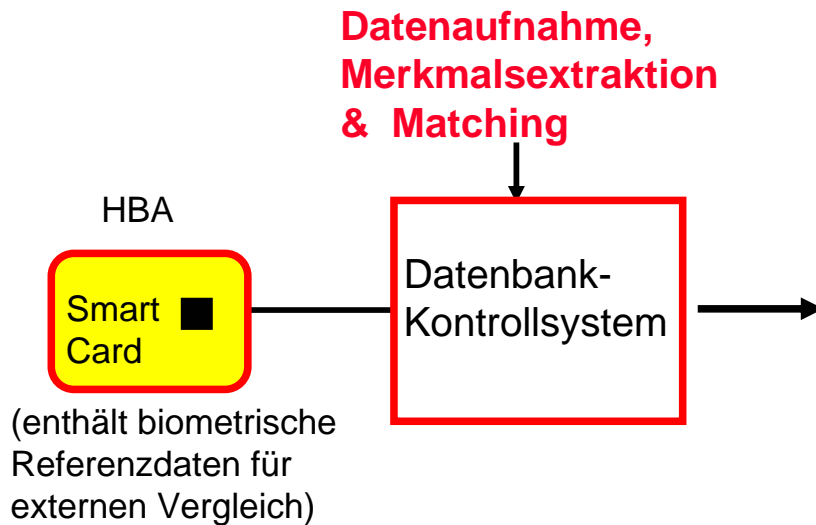 Datenaufnahme,
Merkmalsextraktion
& Matching
HBA
Smart
Card
Datenbank-
Kontrollsystem
(enthält biometrische
Referenzdaten für
externen Vergleich)